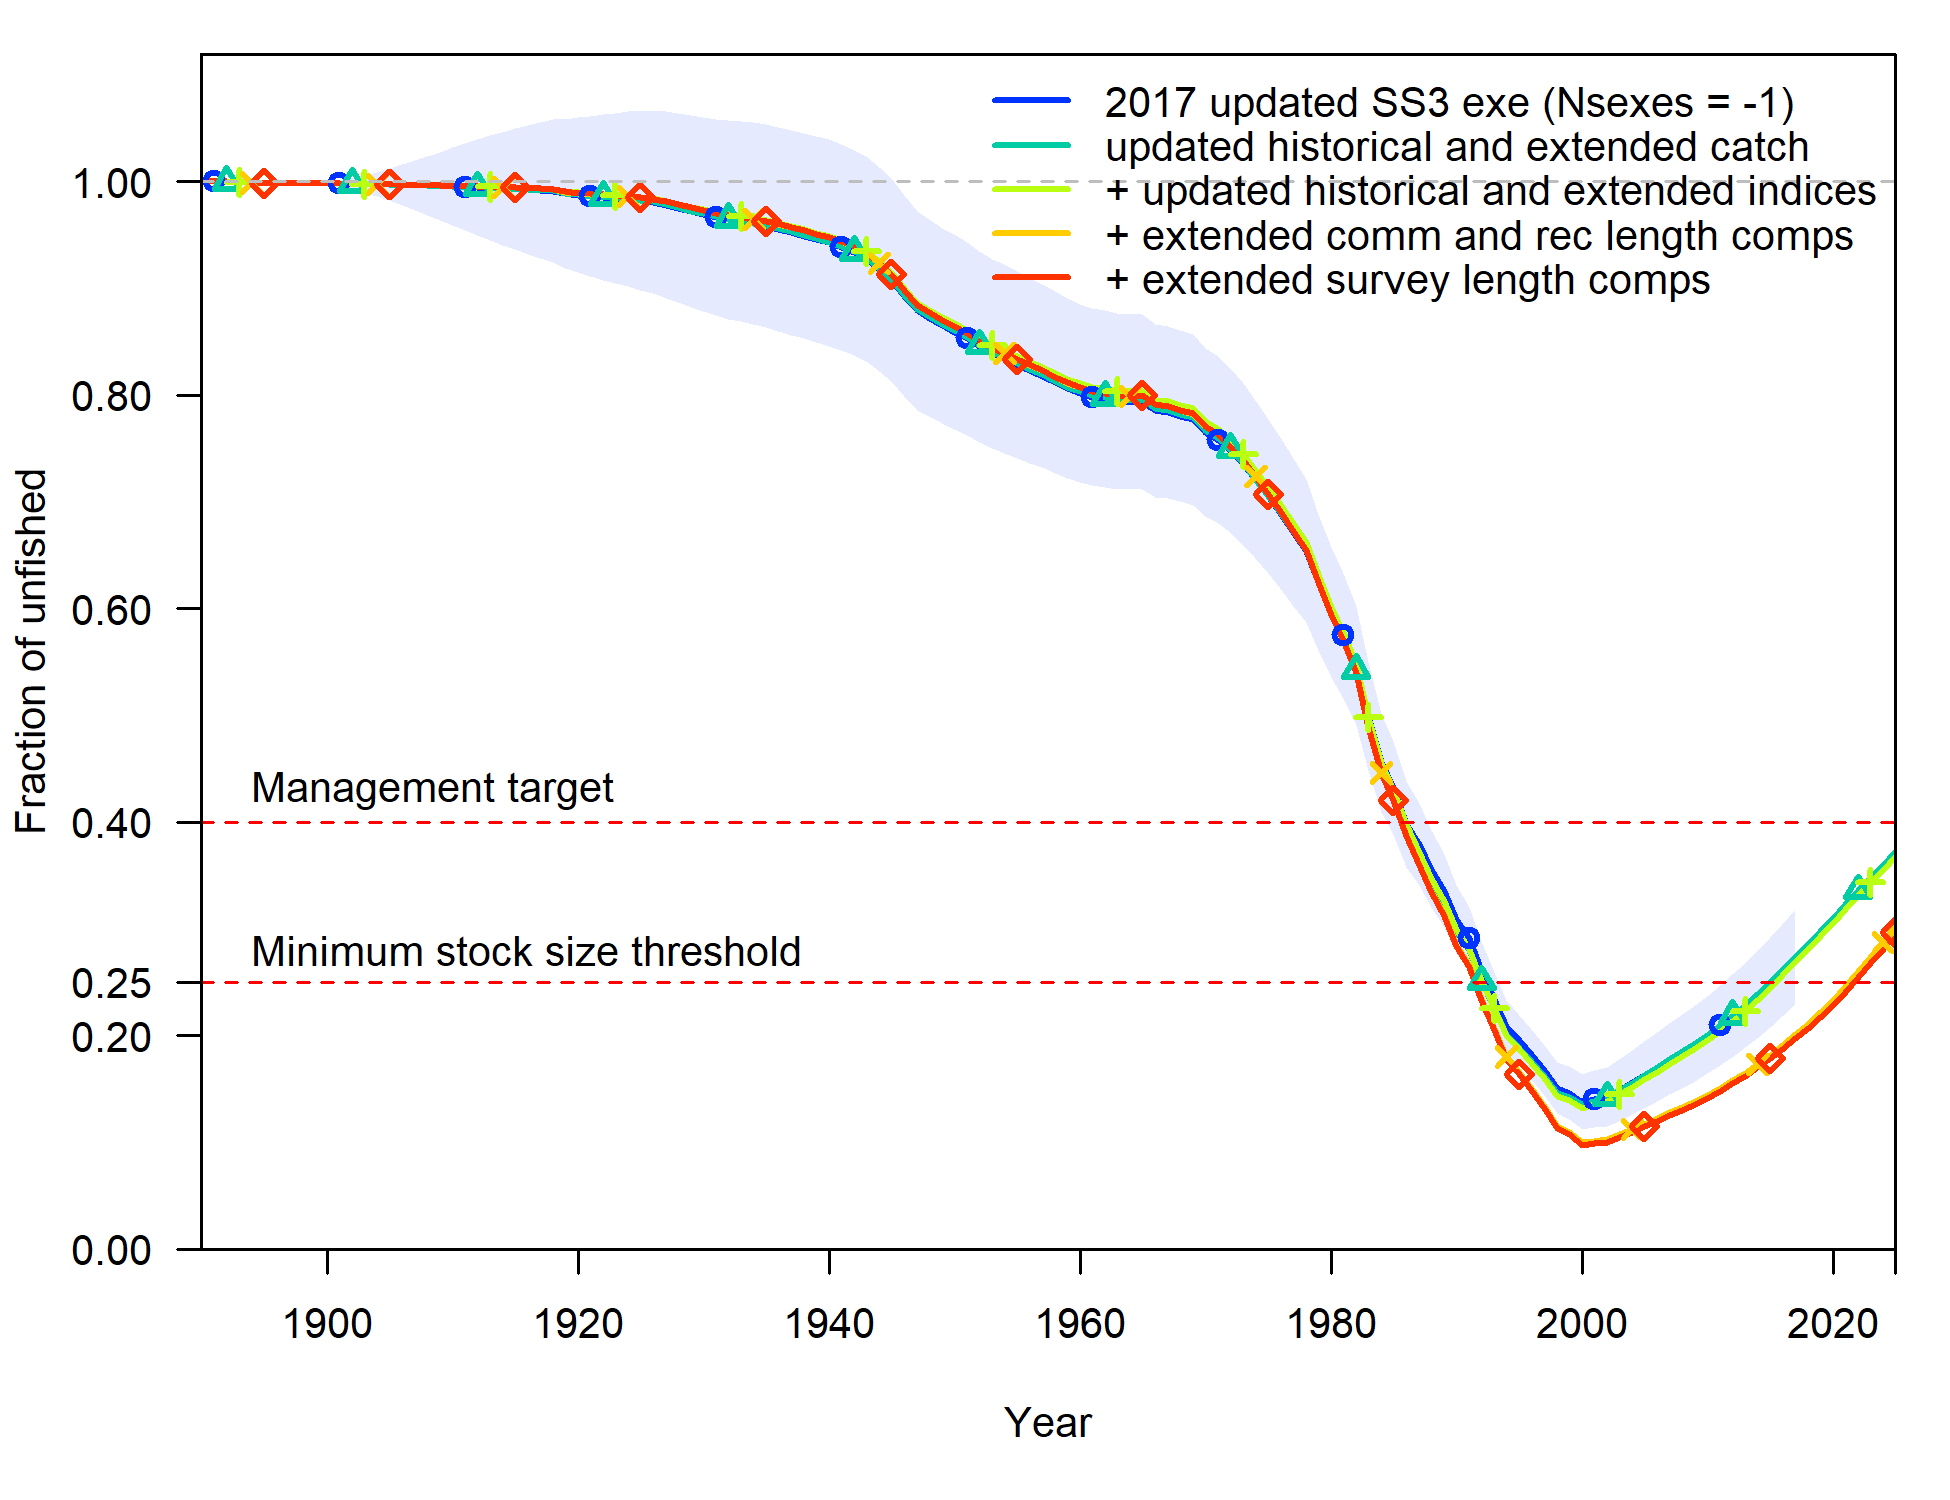 2017 updated SS3 exe (Nsexes = -1)
updated historical and extended catch
+ updated historical and extended indices
+ extended comm and rec length comps
+ extended survey length comps
1.00
0.80
0.60
0.40
0.25
0.20
0.00
Fraction of unfished
Management target
Minimum stock size threshold
1900 1920 1940 1960 1980 2000 2020
Year